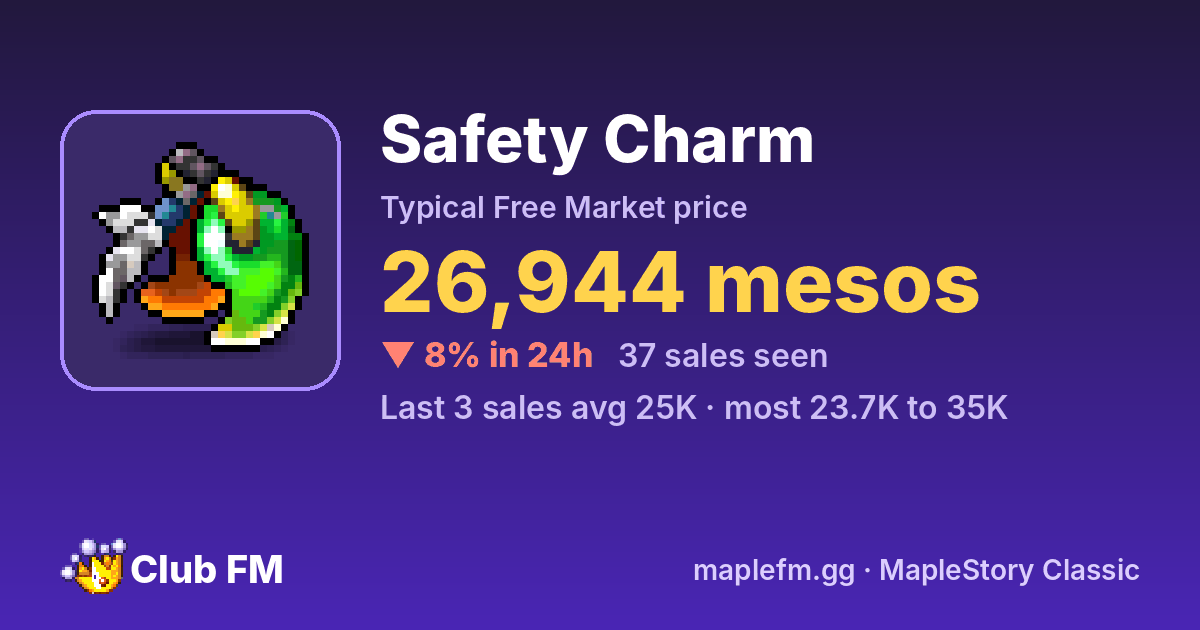 Safety Charm
Typical Free Market price
26,944 mesos
▼ 8% in 24h 37 sales seen
Last 3 sales avg 25K · most 23.7K to 35K
Club FM
maplefm.gg · MapleStory Classic